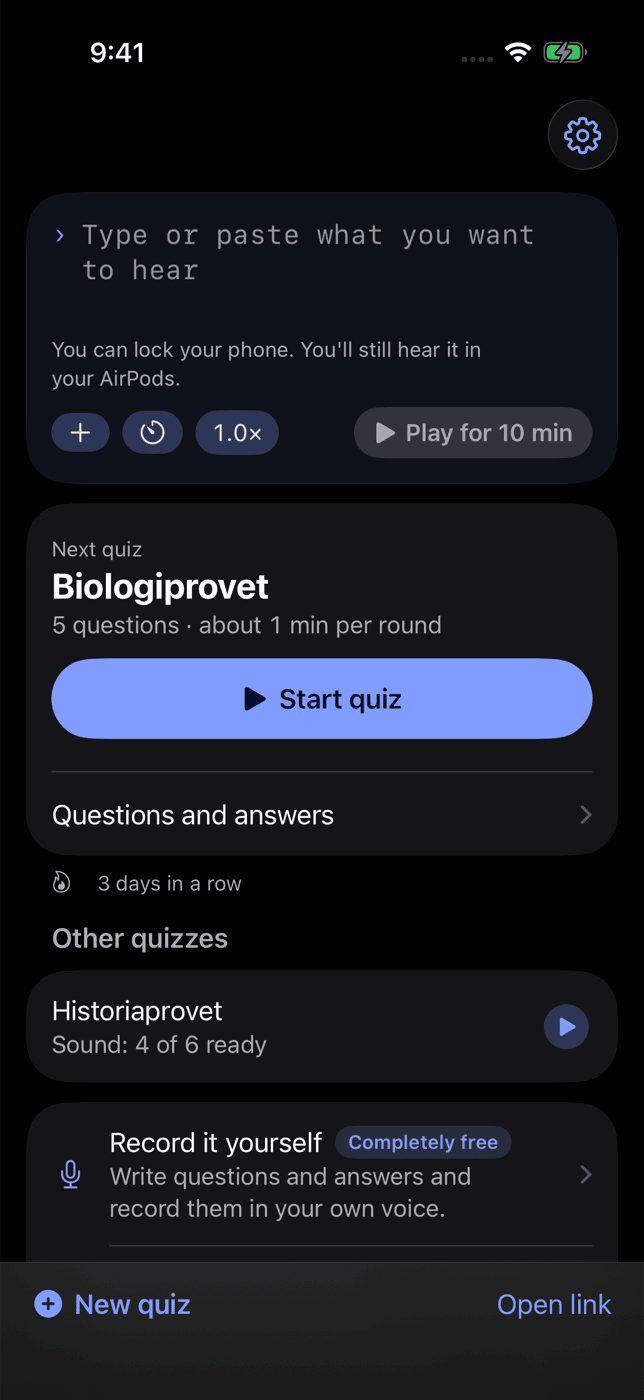 9:41
› Type or paste what you want
to hear
You can lock your phone. You'll still hear it in
your AirPods.
1.0×
Play for 10 min
Next quiz
Biologiprovet
5 questions · about 1 min per round
Start quiz
Questions and answers
3 days in a row
Other quizzes
Historiaprovet
Sound: 4 of 6 ready
Record it yourself Completely free
Write questions and answers and
record them in your own voice.
New quiz
Open link